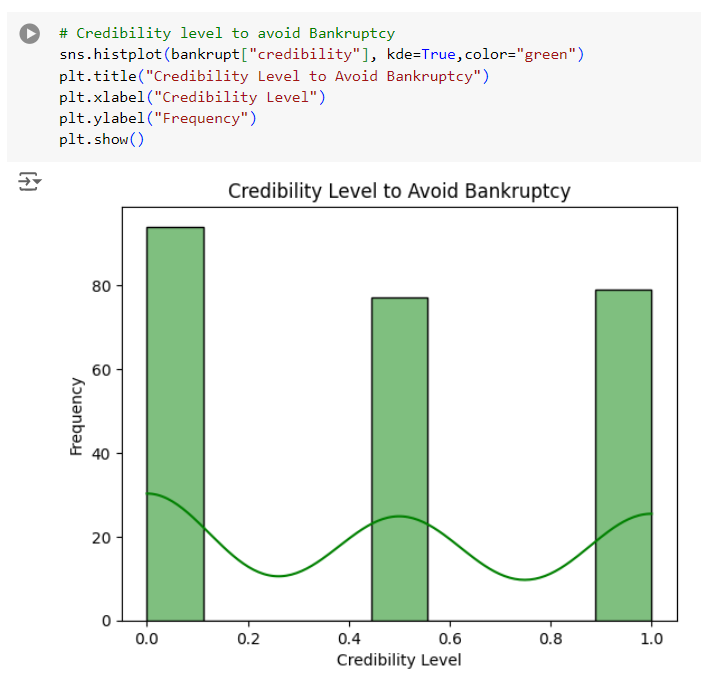 # Credibility level to avoid Bankruptcy
sns.histplot(bankrupt["credibility"], kde=True,color="green")
plt.title("Credibility Level to Avoid Bankruptcy")
plt.xlabel("Credibility Level")
plt.ylabel("Frequency")
plt.show()
Credibility Level to Avoid Bankruptcy
80
60
40
20
0
Frequency
0.0 0.2 0.4 0.6 0.8 1.0
Credibility Level